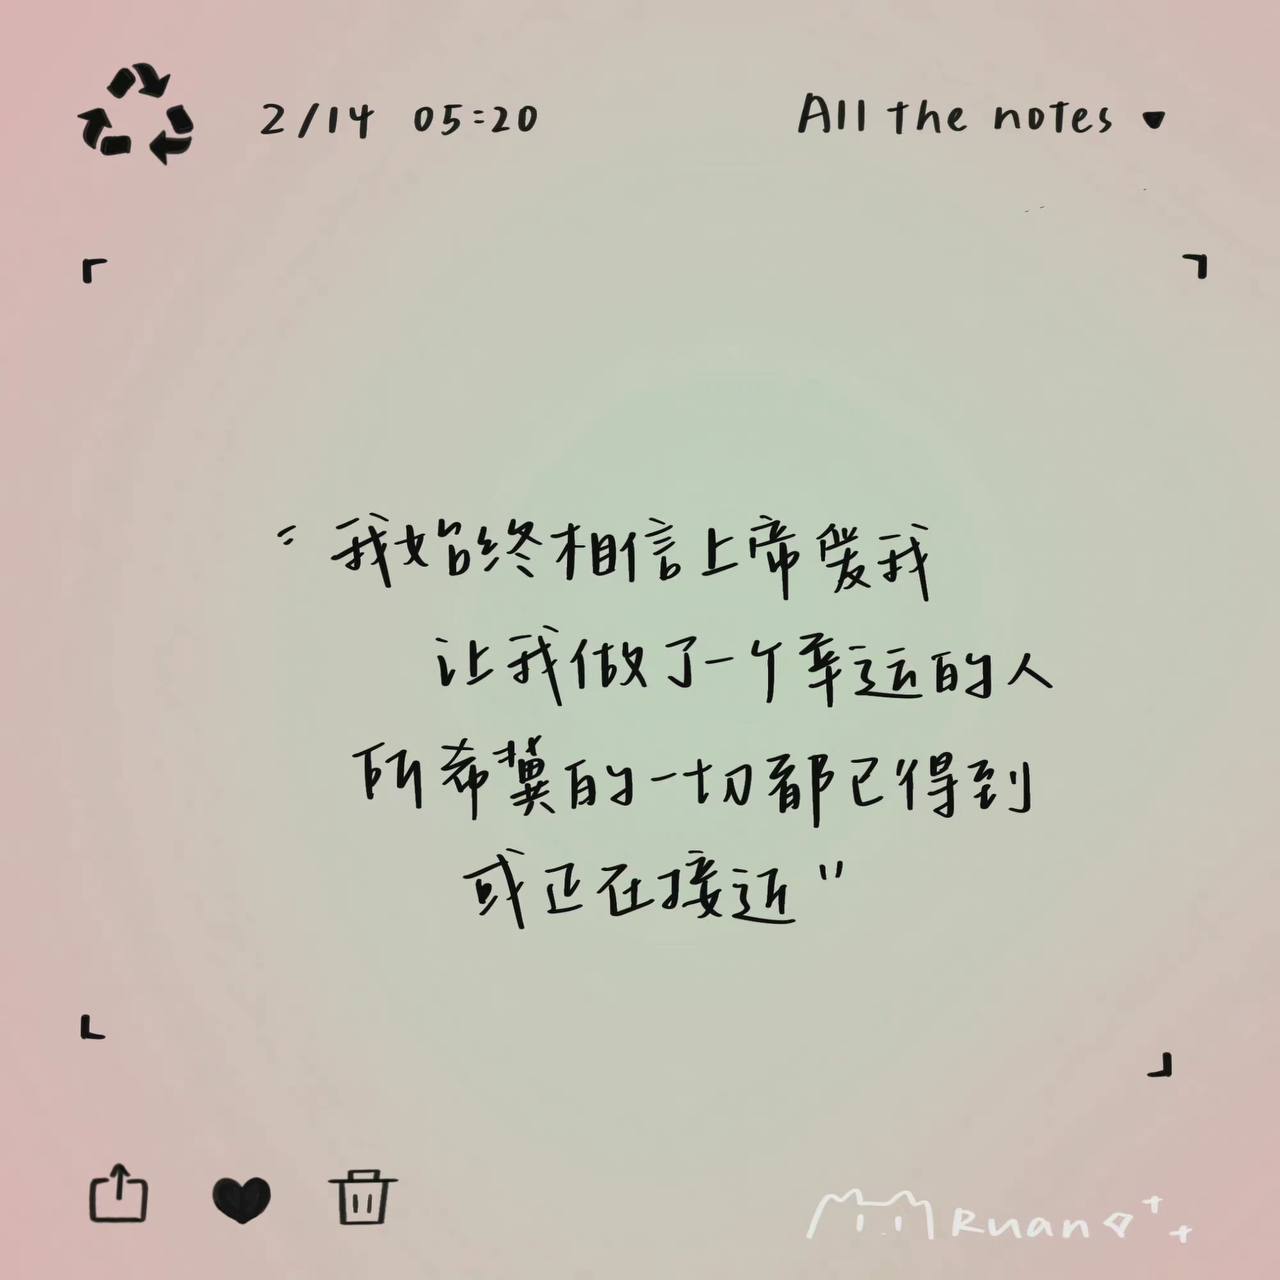 2/14 05:20
All the notes
"我始终相信上帝爱我
让我做了一个幸运的人
所希冀的一切都已得到
或正在接近"
Ruan